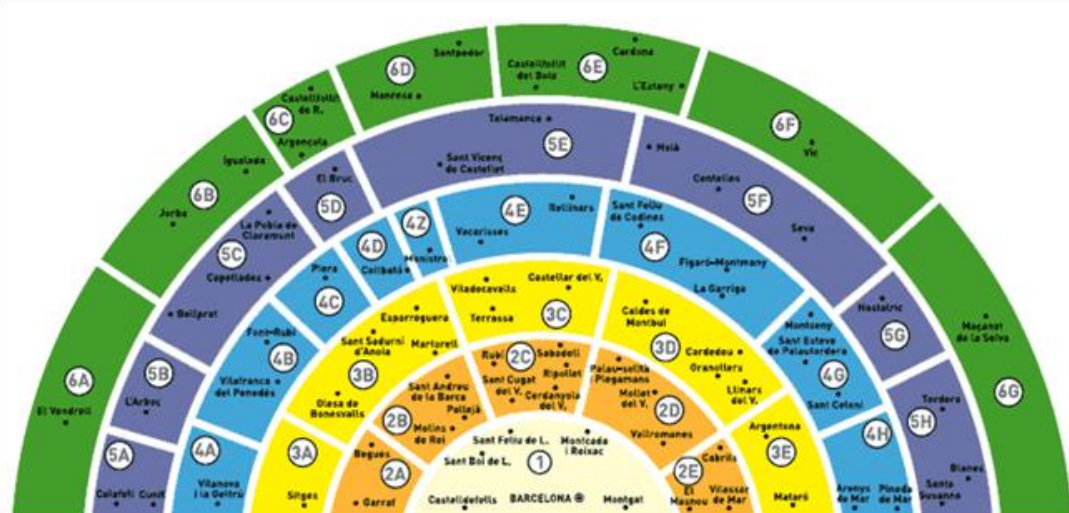 Santpedor
6D
Manresa
Cardona
Castellfollit
del Boix
6E
L'Estany
Castellfollit
de R.
6C
Argençola
6F
Vic
Igualada
6B
Jorba
Talamanca
5E
Sant Vicenç
de Castellet
Moià
Centelles
5F
Seva
El Bruc
5D
La Pobla de
Claramunt
5C
Capellades
Bellprat
4Z
Monistrol
4D
Collbató
4E
Rellinars
Vacarisses
Sant Feliu
de Codines
4F
Figaró-Montmany
La Garriga
Piera
4C
Font-Rubí
4B
Vilafranca
del Penedès
Viladecavalls
Castellar del V.
Terrassa
3C
Caldes de
Montbui
3D
Cardedeu
Granollers
Llinars
del V.
Esparreguera
Sant Sadurní
d'Anoia
Martorell
3B
Olesa de
Bonesvalls
Montseny
Sant Esteve
de Palautordera
4G
Sant Celoni
Hostalric
5G
Maçanet
de la Selva
6G
6A
El Vendrell
5B
L'Arboç
5A
Calafell
Cunit
4A
Vilanova
i la Geltrú
3A
Sitges
Rubí
2C
Sabadell
Ripollet
Sant Cugat
del V.
Cerdanyola
del V.
Palau-solità
i Plegamans
Mollet
del V.
2D
Vallromanes
Sant Andreu
de la Barca
2B
Pallejà
Molins
de Rei
Begues
2A
Garraf
Sant Feliu de L.
Montcada
i Reixac
Sant Boi de L.
1
Castelldefels
BARCELONA
Montgat
Cabrils
2E
El
Masnou
Vilassar
de Mar
Argentona
3E
Mataró
4H
Arenys
de Mar
Pineda
de Mar
Tordera
5H
Blanes
Santa
Susanna